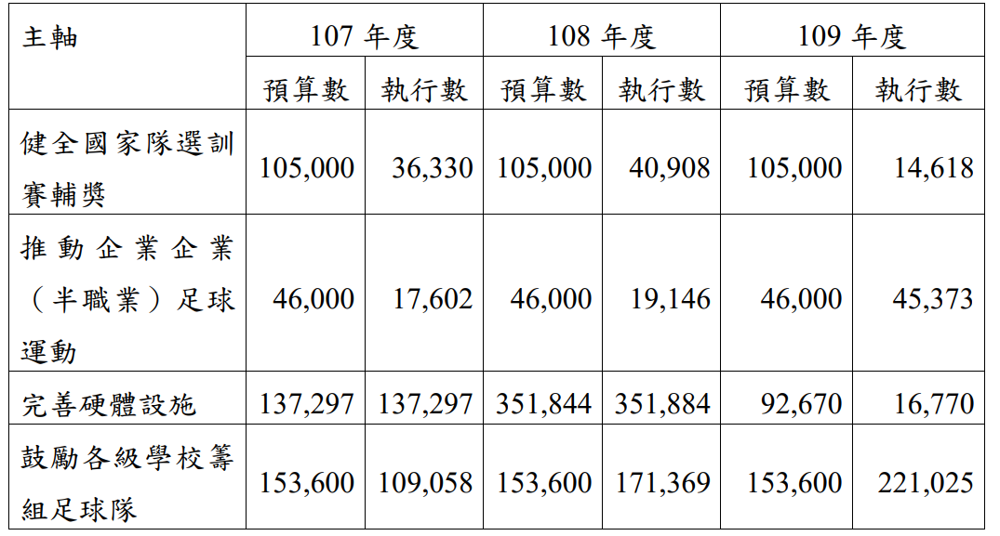 主軸 107 年度 108 年度 109 年度
預算數 執行數 預算數 執行數 預算數 執行數
健全國家隊選訓
賽輔獎
105,000 36,330 105,000 40,908 105,000 14,618
推動企業企業
（半職業）足球
運動
46,000 17,602 46,000 19,146 46,000 45,373
完善硬體設施 137,297 137,297 351,844 351,884 92,670 16,770
鼓勵各級學校籌
組足球隊
153,600 109,058 153,600 171,369 153,600 221,025